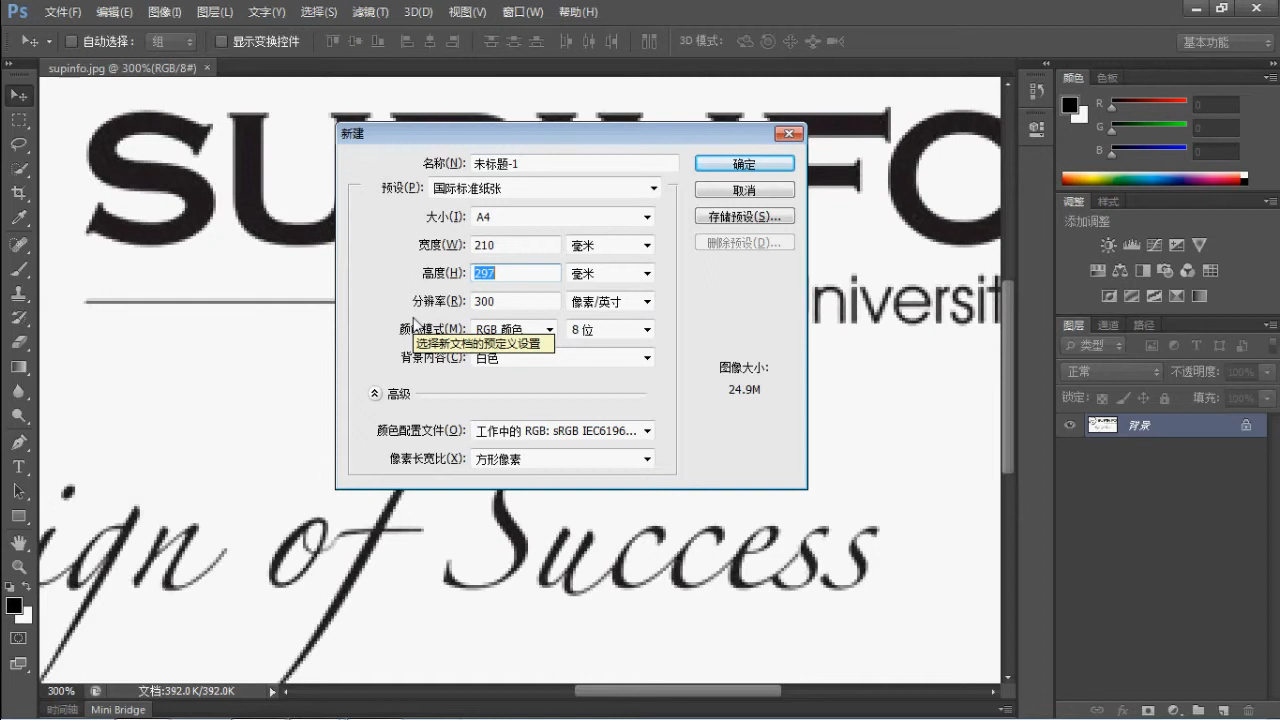 Ps 文件(F) 编辑(E) 图像(I) 图层(L) 文字(Y) 选择(S) 滤镜(T) 3D(D) 视图(V) 窗口(W) 帮助(H)
自动选择: 组 显示变换控件 3D 模式: 基本功能
supinfo.jpg @ 300%(RGB/8#) ×
颜色 色板
R 0
G 0
B 0
调整 样式
添加调整
图层 通道 路径
类型
正常 不透明度: 100%
锁定: 填充: 100%
背景
新建
名称(N): 未标题-1 确定
预设(P): 国际标准纸张 取消
大小(I): A4 存储预设(S)...
宽度(W): 210 毫米 删除预设(D)...
高度(H): 297 毫米
分辨率(R): 300 像素/英寸
颜色模式(M): RGB 颜色 8 位
选择新文档的预定义设置
背景内容(C): 白色
图像大小:
24.9M
高级
颜色配置文件(O): 工作中的 RGB: sRGB IEC6196...
像素长宽比(X): 方形像素
niversit
ign of Success
300% 文档:392.0K/392.0K
时间轴 Mini Bridge